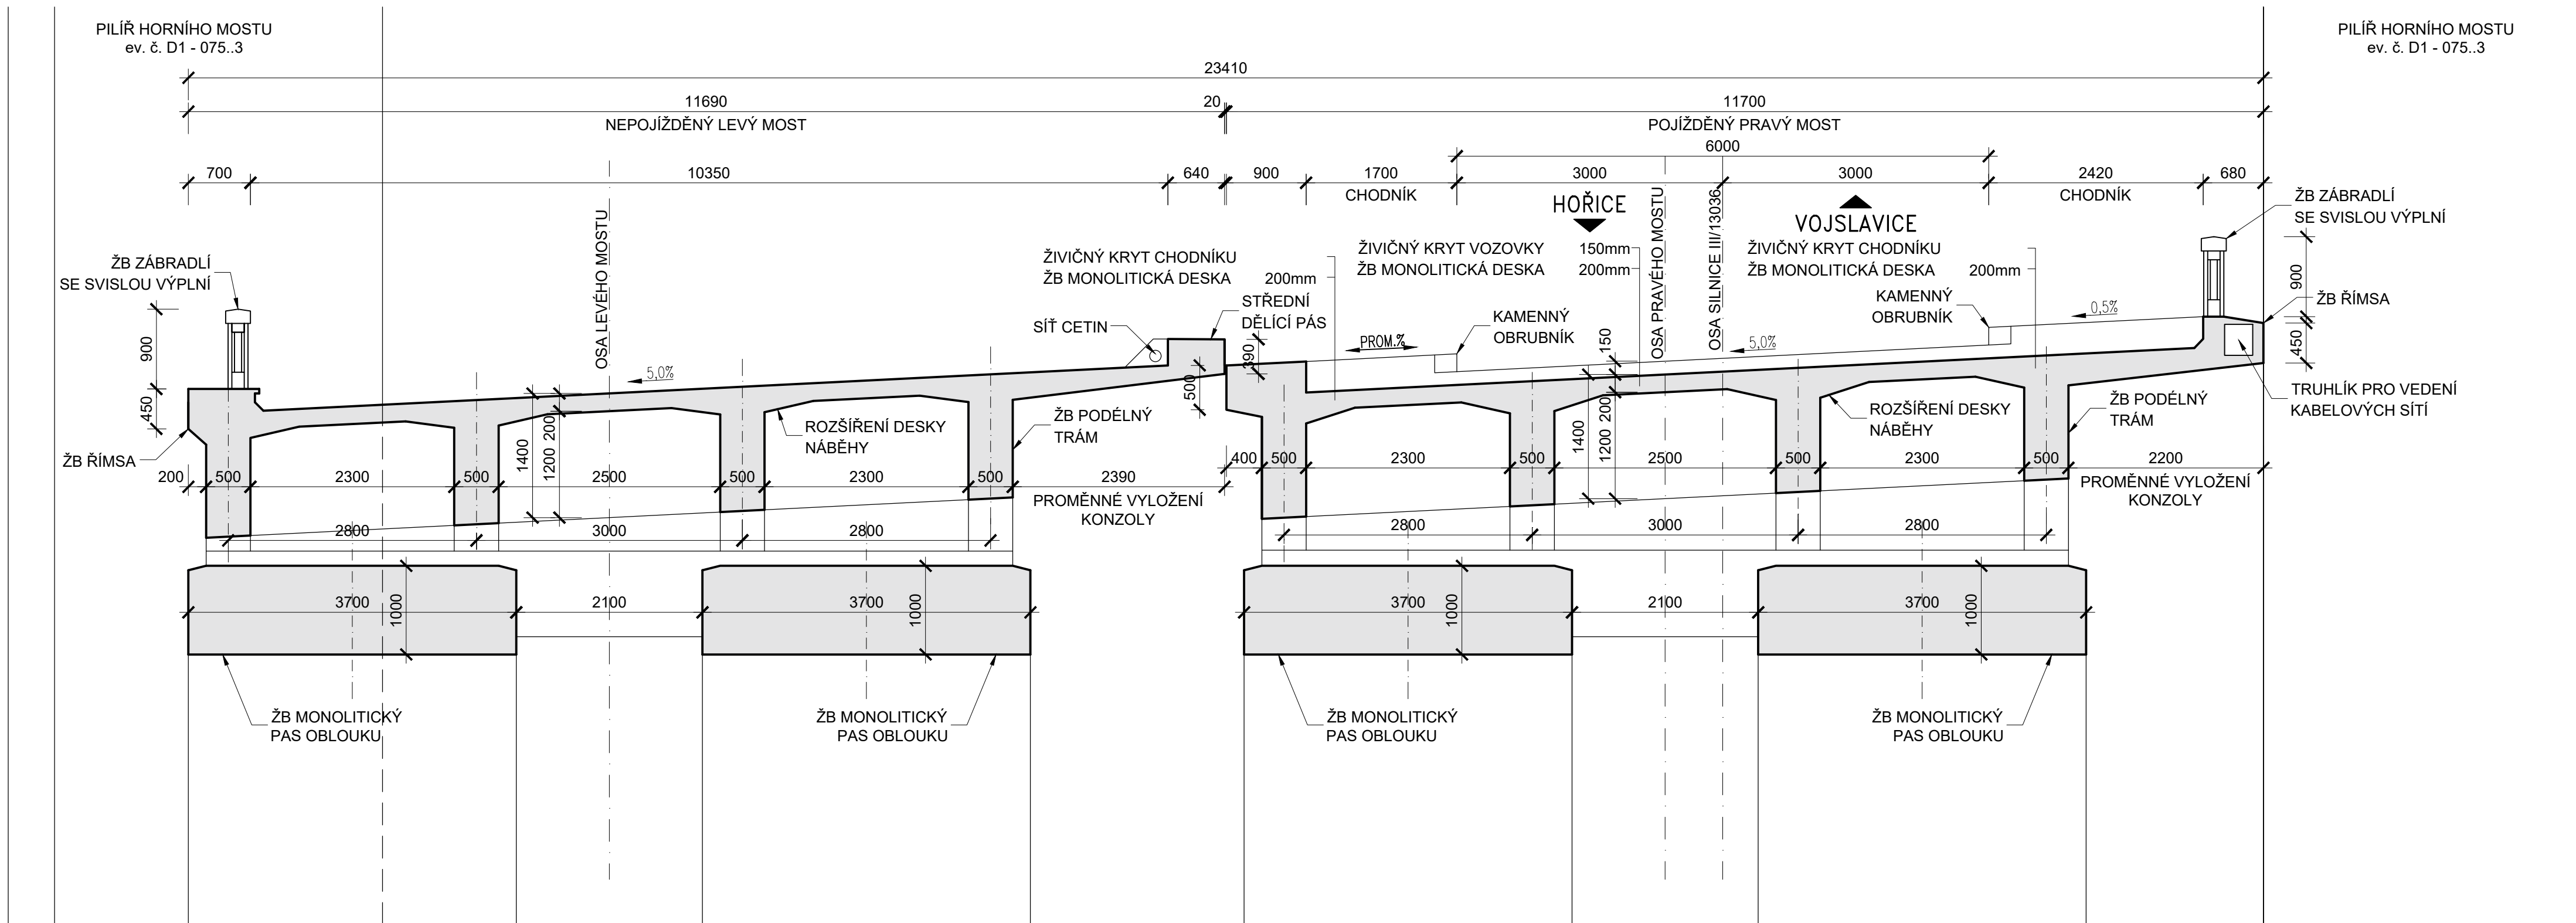 PILÍŘ HORNÍHO MOSTU
ev. č. D1 - 075..3
PILÍŘ HORNÍHO MOSTU
ev. č. D1 - 075..3
23410
11690
20
11700
NEPOJÍŽDĚNÝ LEVÝ MOST
POJÍŽDĚNÝ PRAVÝ MOST
6000
700
10350
640
900
1700
3000
3000
2420
680
CHODNÍK
CHODNÍK
HOŘICE
VOJSLAVICE
ŽB ZÁBRADLÍ
SE SVISLOU VÝPLNÍ
ŽB ZÁBRADLÍ
SE SVISLOU VÝPLNÍ
OSA LEVÉHO MOSTU
OSA PRAVÉHO MOSTU
OSA SILNICE III/13036
ŽIVIČNÝ KRYT CHODNÍKU
ŽB MONOLITICKÁ DESKA
200mm
ŽIVIČNÝ KRYT VOZOVKY
150mm
ŽB MONOLITICKÁ DESKA
200mm
ŽIVIČNÝ KRYT CHODNÍKU
ŽB MONOLITICKÁ DESKA
200mm
STŘEDNÍ
DĚLÍCÍ PÁS
SÍŤ CETIN
KAMENNÝ
OBRUBNÍK
KAMENNÝ
OBRUBNÍK
PROM.%
5,0%
5,0%
0,5%
900
450
390
500
150
900
450
ŽB ŘÍMSA
ŽB ŘÍMSA
TRUHLÍK PRO VEDENÍ
KABELOVÝCH SÍTÍ
ROZŠÍŘENÍ DESKY
NÁBĚHY
ŽB PODÉLNÝ
TRÁM
ROZŠÍŘENÍ DESKY
NÁBĚHY
ŽB PODÉLNÝ
TRÁM
1400
1200
200
1400
1200
200
200
500
2300
500
2500
500
2300
500
2390
400
500
2300
500
2500
500
2300
500
2200
PROMĚNNÉ VYLOŽENÍ
KONZOLY
PROMĚNNÉ VYLOŽENÍ
KONZOLY
2800
3000
2800
2800
3000
2800
3700
1000
2100
3700
1000
3700
1000
2100
3700
1000
ŽB MONOLITICKÝ
PAS OBLOUKU
ŽB MONOLITICKÝ
PAS OBLOUKU
ŽB MONOLITICKÝ
PAS OBLOUKU
ŽB MONOLITICKÝ
PAS OBLOUKU